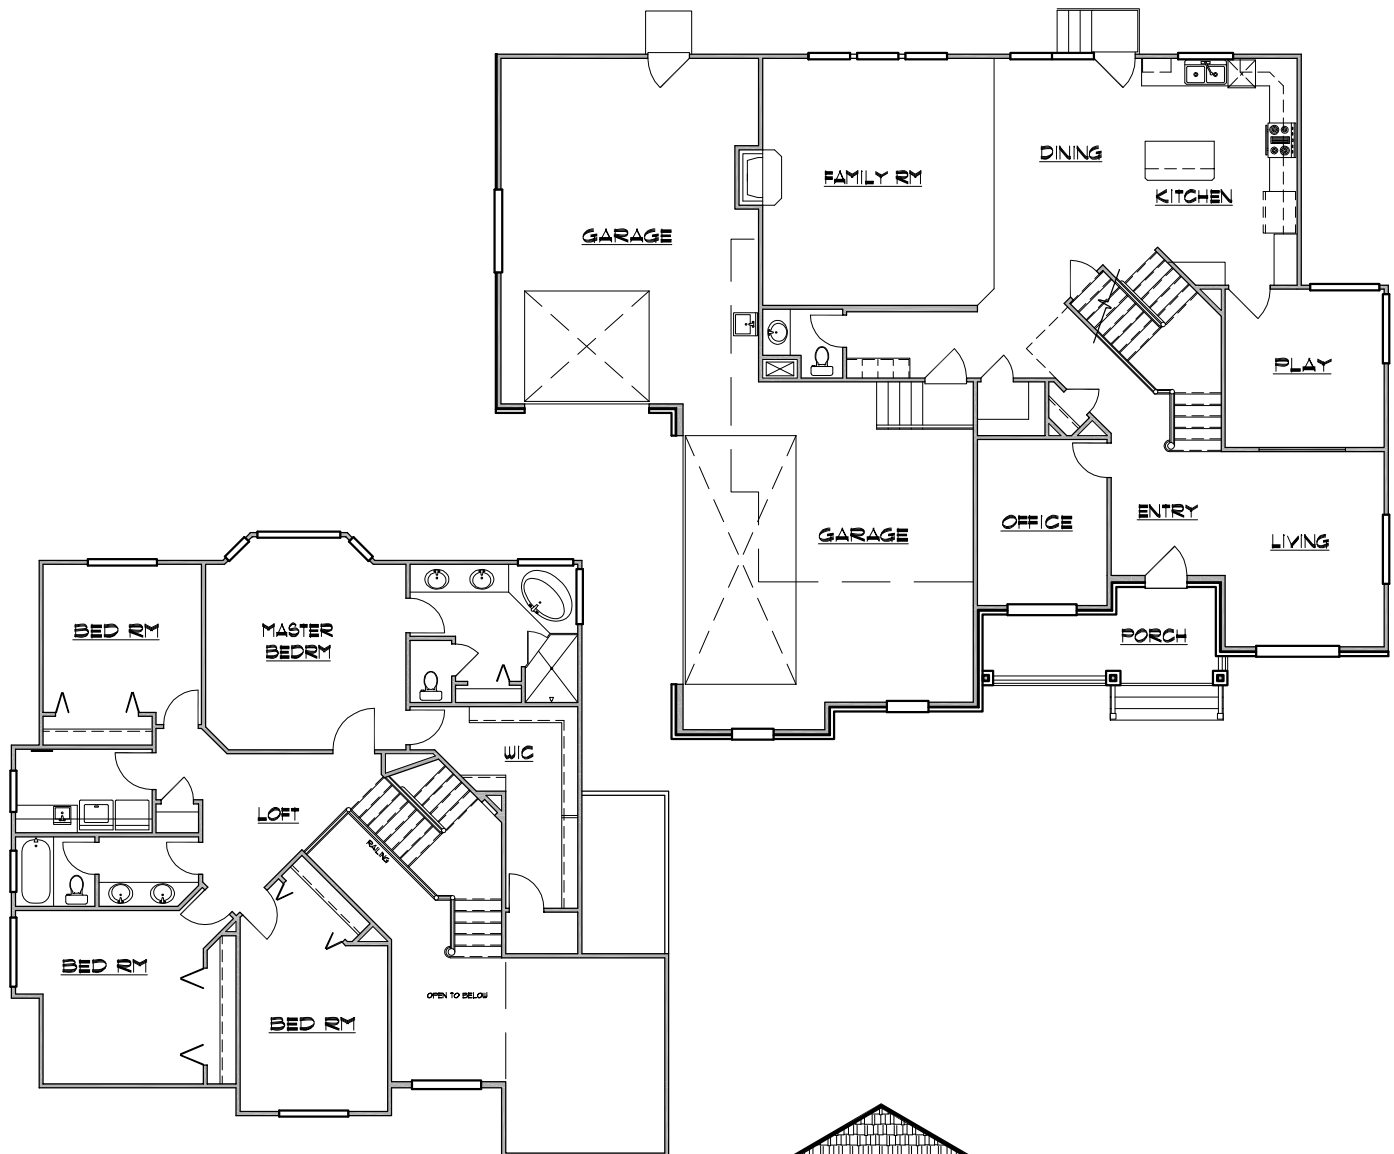 DINING
FAMILY RM
KITCHEN
GARAGE
PLAY
ENTRY
OFFICE
GARAGE
LIVING
PORCH
BED RM
MASTER
BEDRM
WIC
LOFT
RAILING
BED RM
OPEN TO BELOW
BED RM